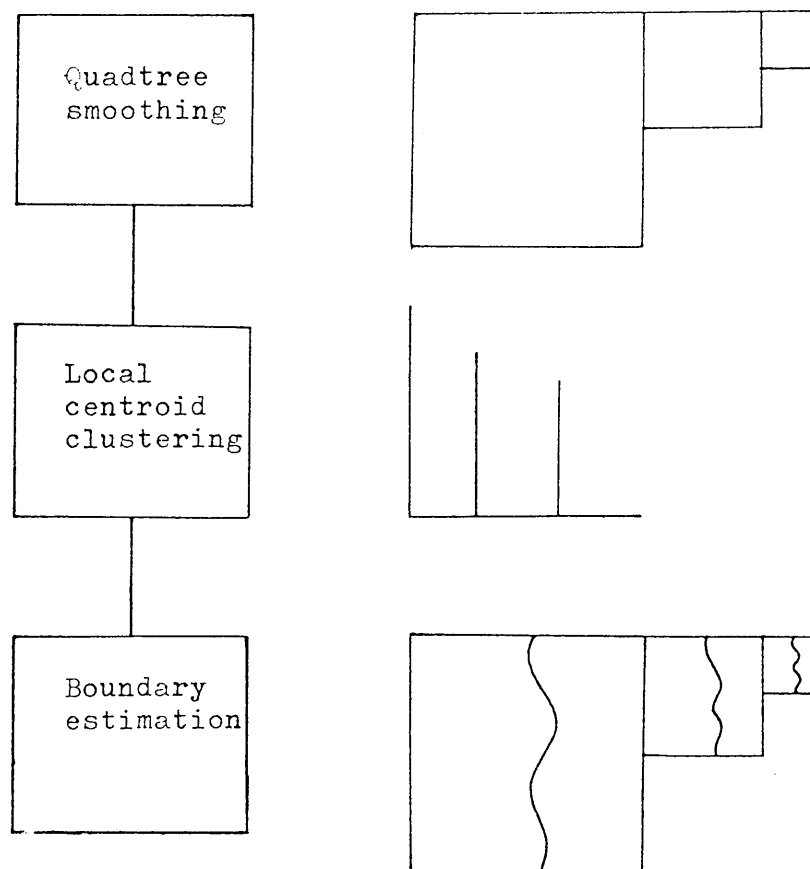 Quadtree
smoothing
Local
centroid
clustering
Boundary
estimation